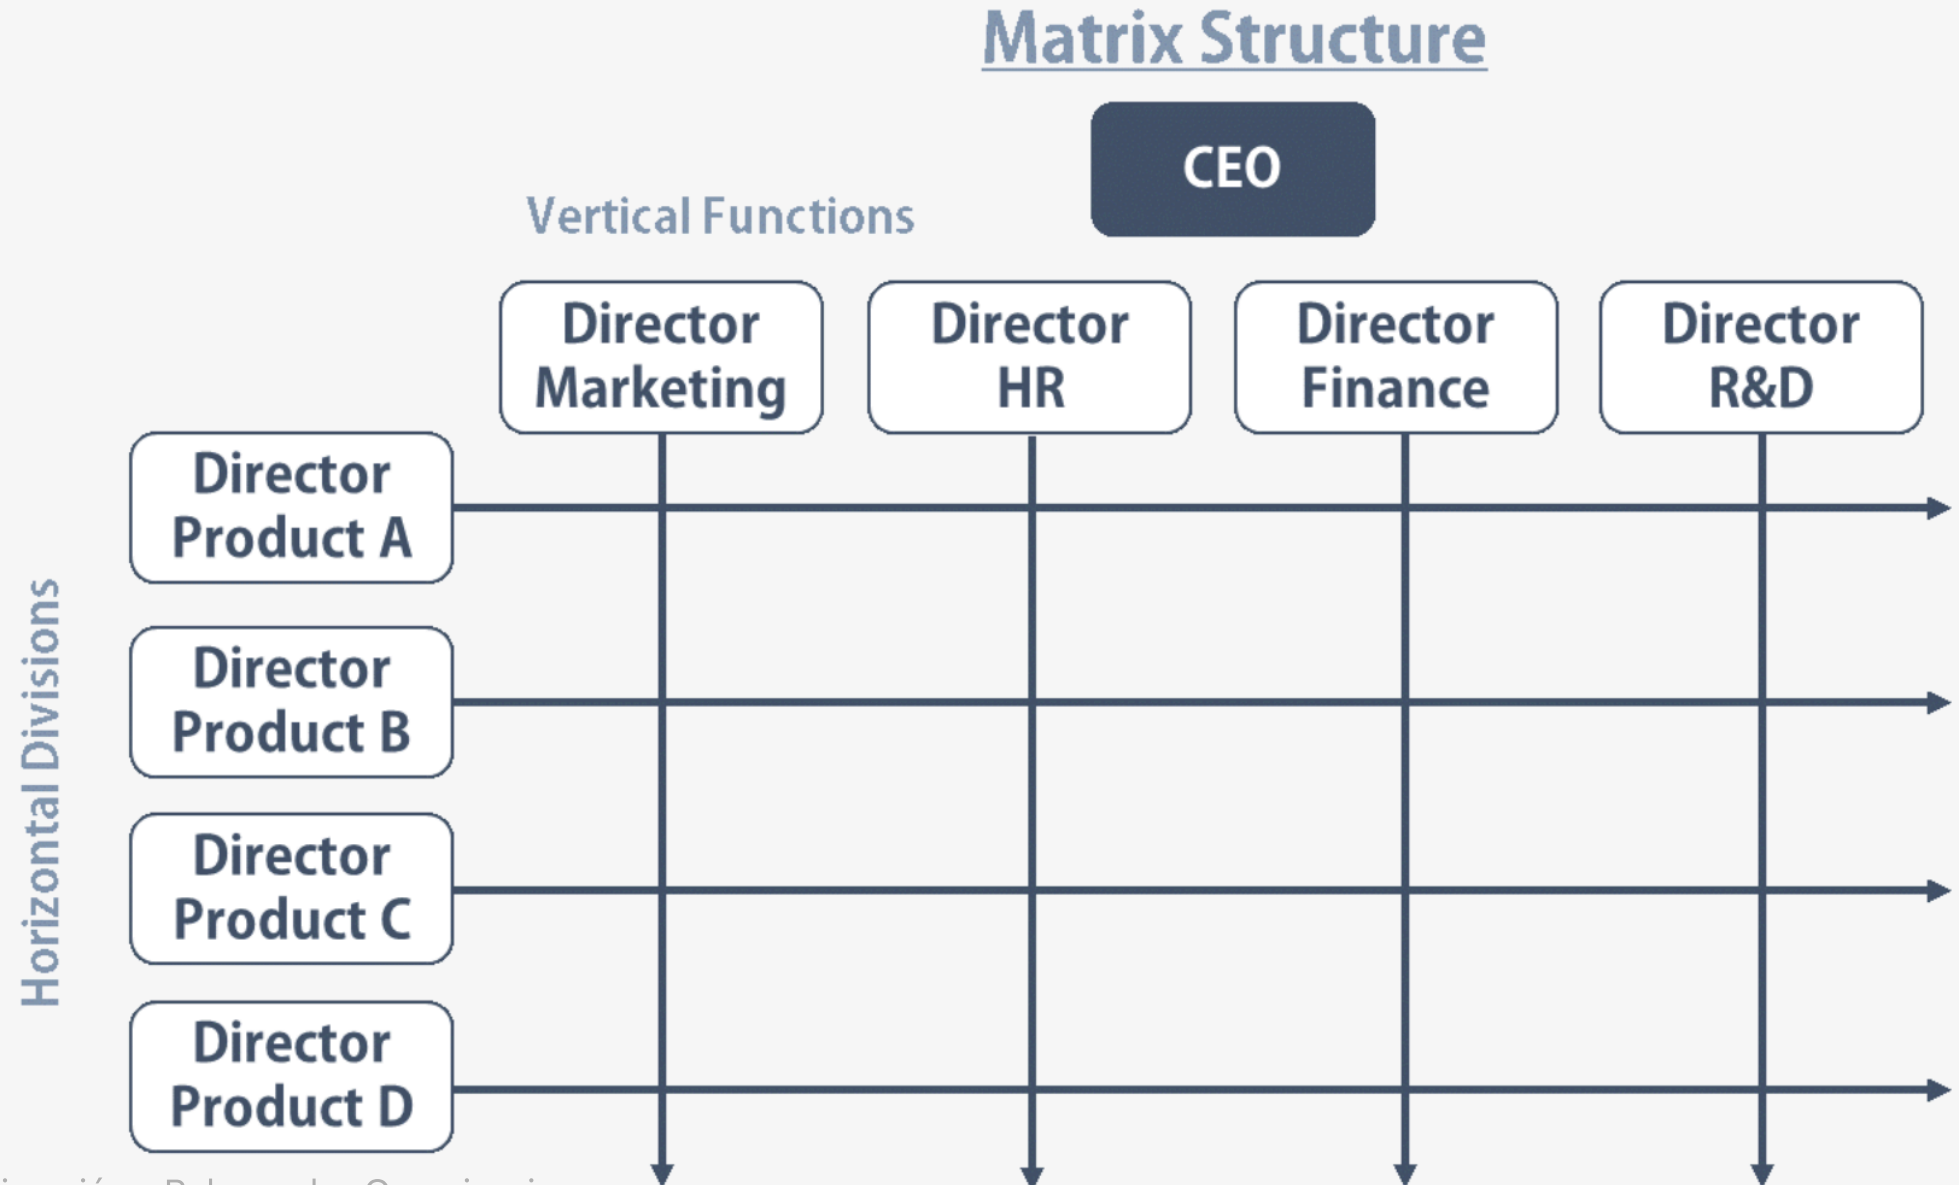 Matrix Structure
CEO
Vertical Functions
Director
Marketing
Director
HR
Director
Finance
Director
R&D
Horizontal Divisions
Director
Product A
Director
Product B
Director
Product C
Director
Product D